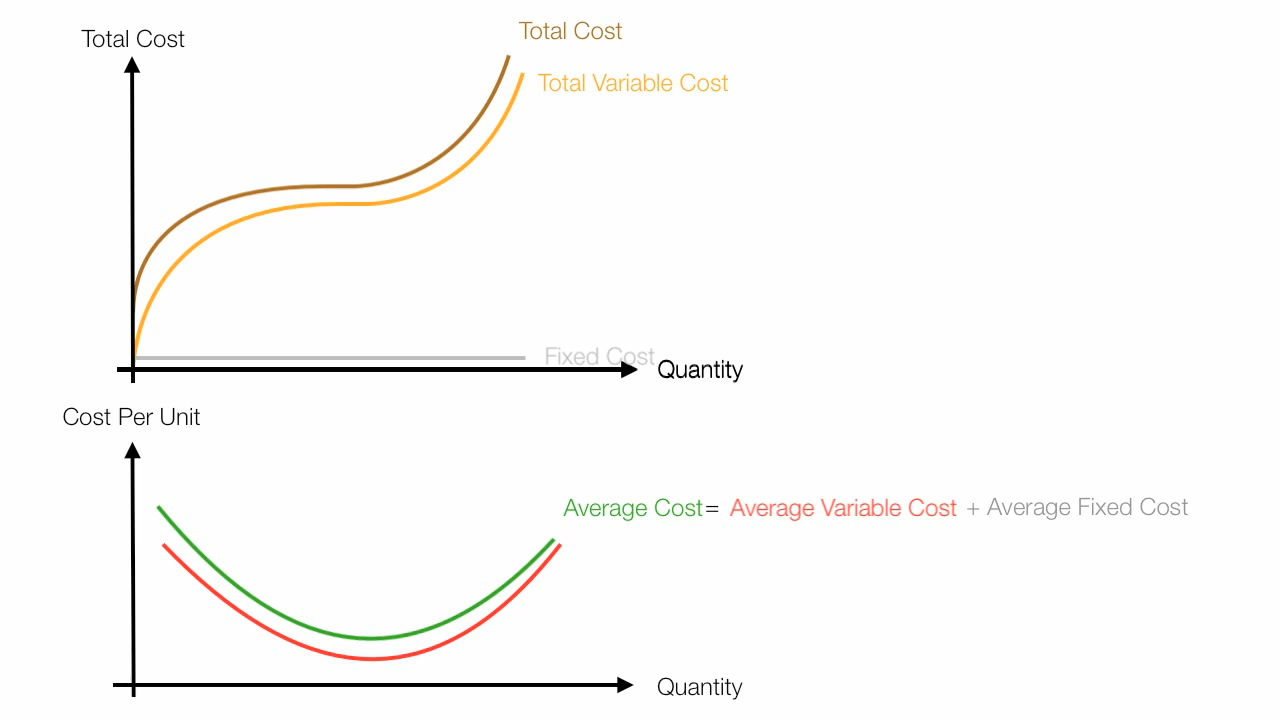 Total Cost
Total Cost
Total Variable Cost
Fixed Cost
Quantity
Cost Per Unit
Average Cost = Average Variable Cost + Average Fixed Cost
Quantity